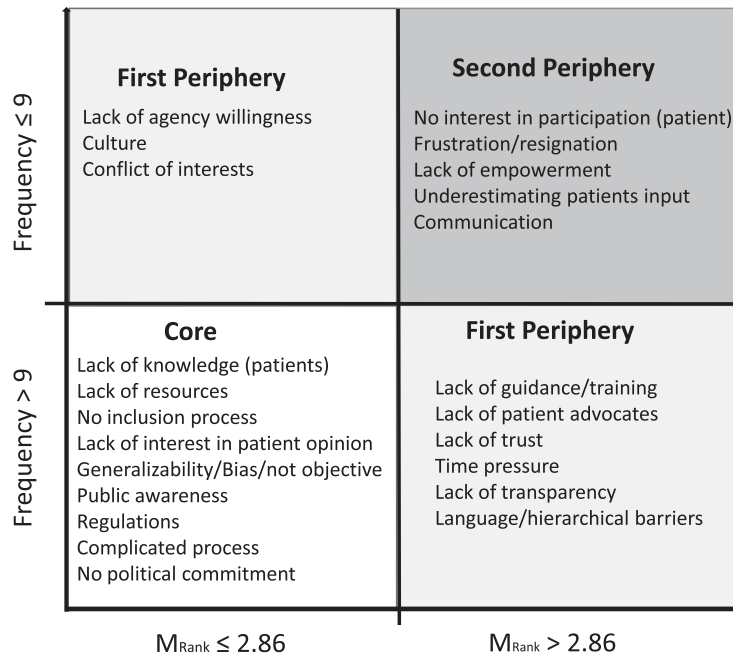 Frequency ≤ 9
First Periphery
Lack of agency willingness
Culture
Conflict of interests
Second Periphery
No interest in participation (patient)
Frustration/resignation
Lack of empowerment
Underestimating patients input
Communication
Frequency > 9
Core
Lack of knowledge (patients)
Lack of resources
No inclusion process
Lack of interest in patient opinion
Generalizability/Bias/not objective
Public awareness
Regulations
Complicated process
No political commitment
First Periphery
Lack of guidance/training
Lack of patient advocates
Lack of trust
Time pressure
Lack of transparency
Language/hierarchical barriers
MRank ≤ 2.86
MRank > 2.86